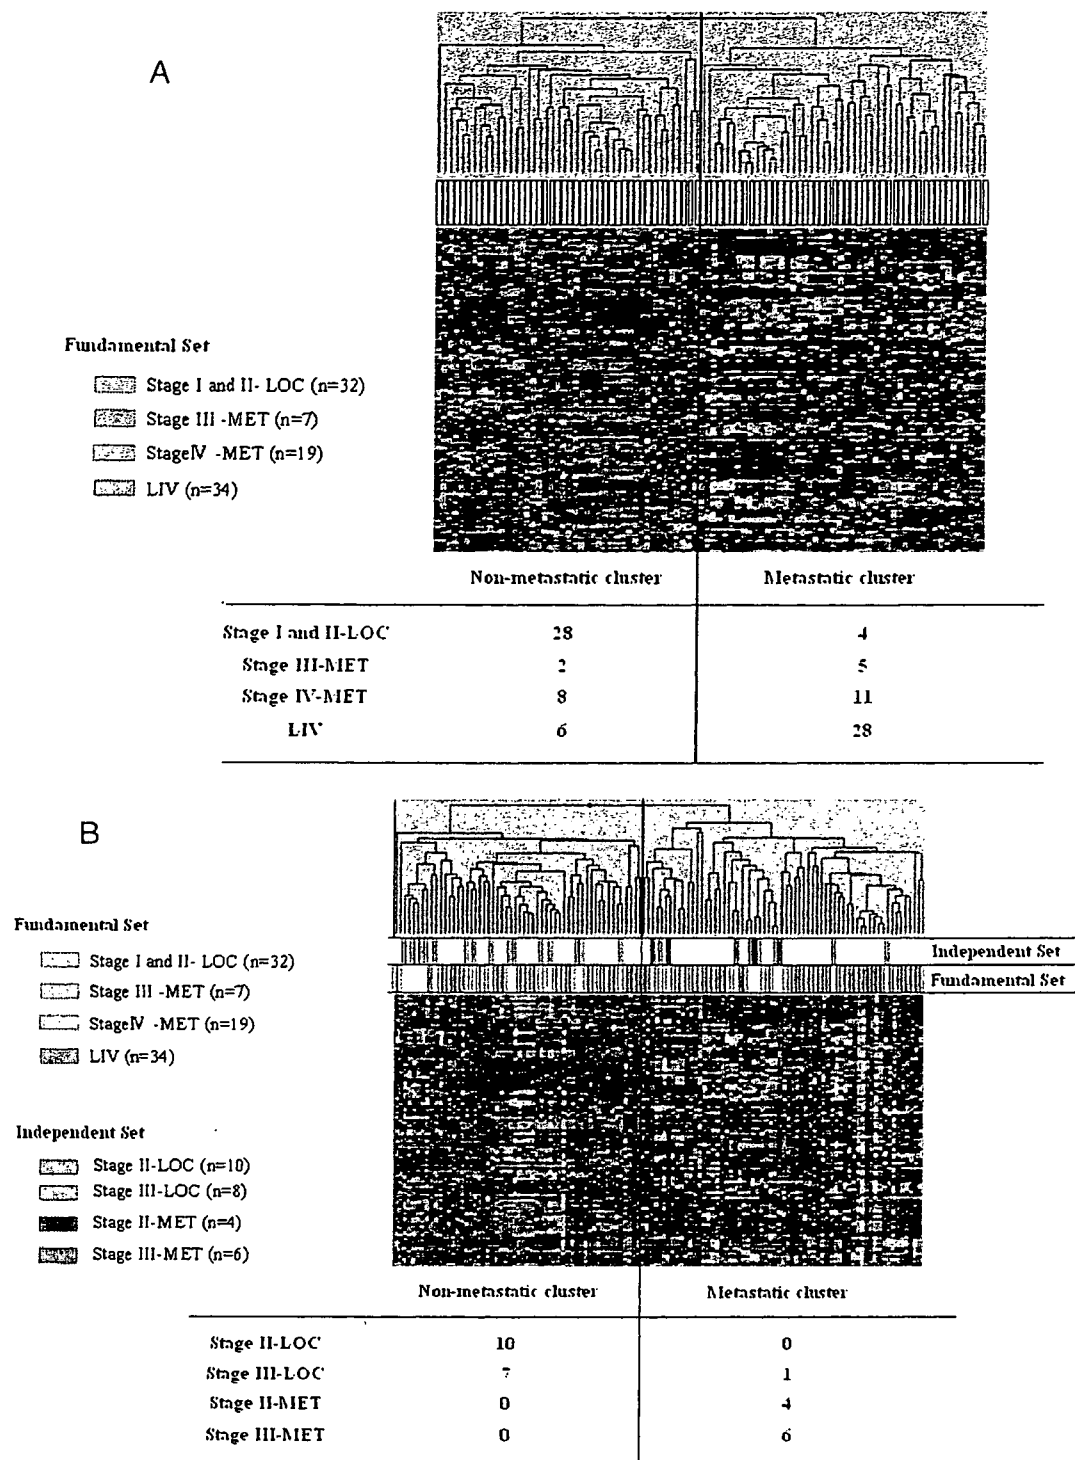 A
Fundamental Set
Stage I and II- LOC (n=32)
Stage III -MET (n=7)
StageIV -MET (n=19)
LIV (n=34)
Non-metastatic cluster Metastatic cluster
Stage I and II-LOC 28 4
Stage III-MET 2 5
Stage IV-MET 8 11
LIV 6 28
B
Independent Set
Fundamental Set
Fundamental Set
Stage I and II- LOC (n=32)
Stage III -MET (n=7)
StageIV -MET (n=19)
LIV (n=34)
Independent Set
Stage II-LOC (n=10)
Stage III-LOC (n=8)
Stage II-MET (n=4)
Stage III-MET (n=6)
Non-metastatic cluster Metastatic cluster
Stage II-LOC 10 0
Stage III-LOC 7 1
Stage II-MET 0 4
Stage III-MET 0 6